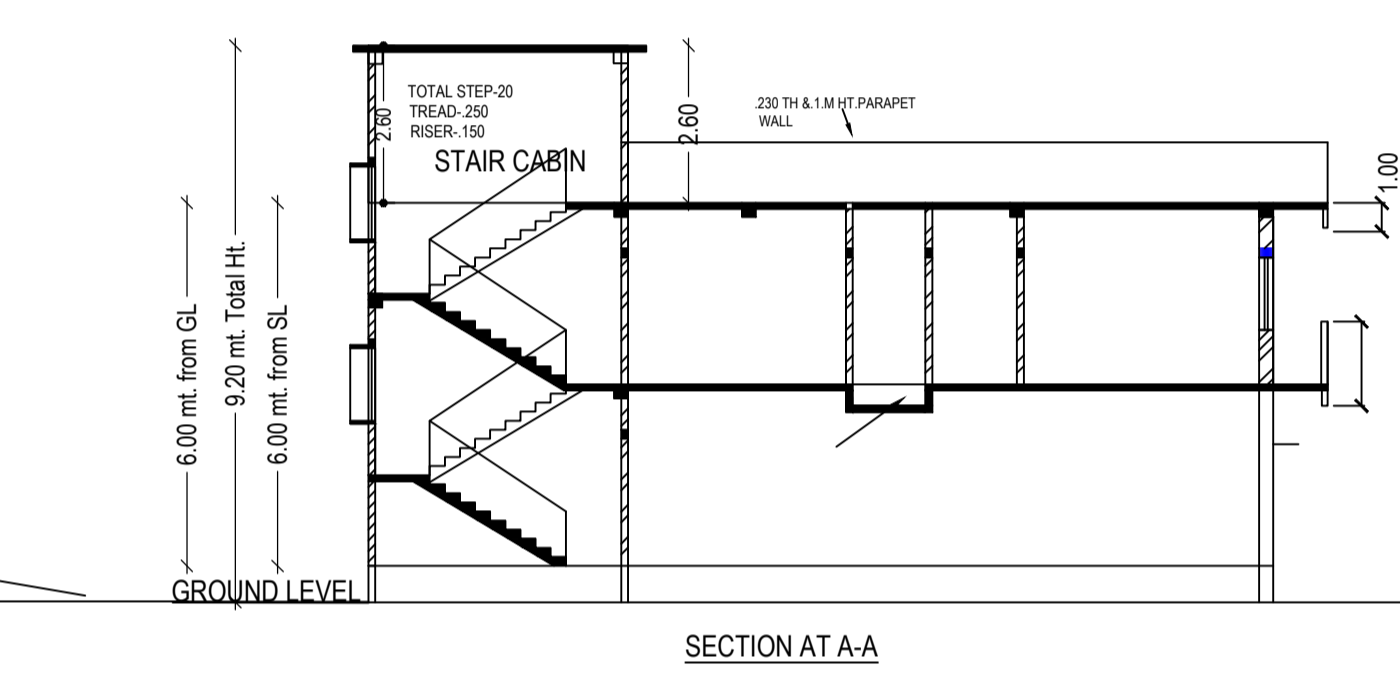 TOTAL STEP-20
TREAD-.250
RISER-.150
STAIR CABIN
2.60
2.60
.230 TH &.1.M HT.PARAPET
WALL
1.00
6.00 mt. from GL
9.20 mt. Total Ht.
6.00 mt. from SL
GROUND LEVEL
SECTION AT A-A